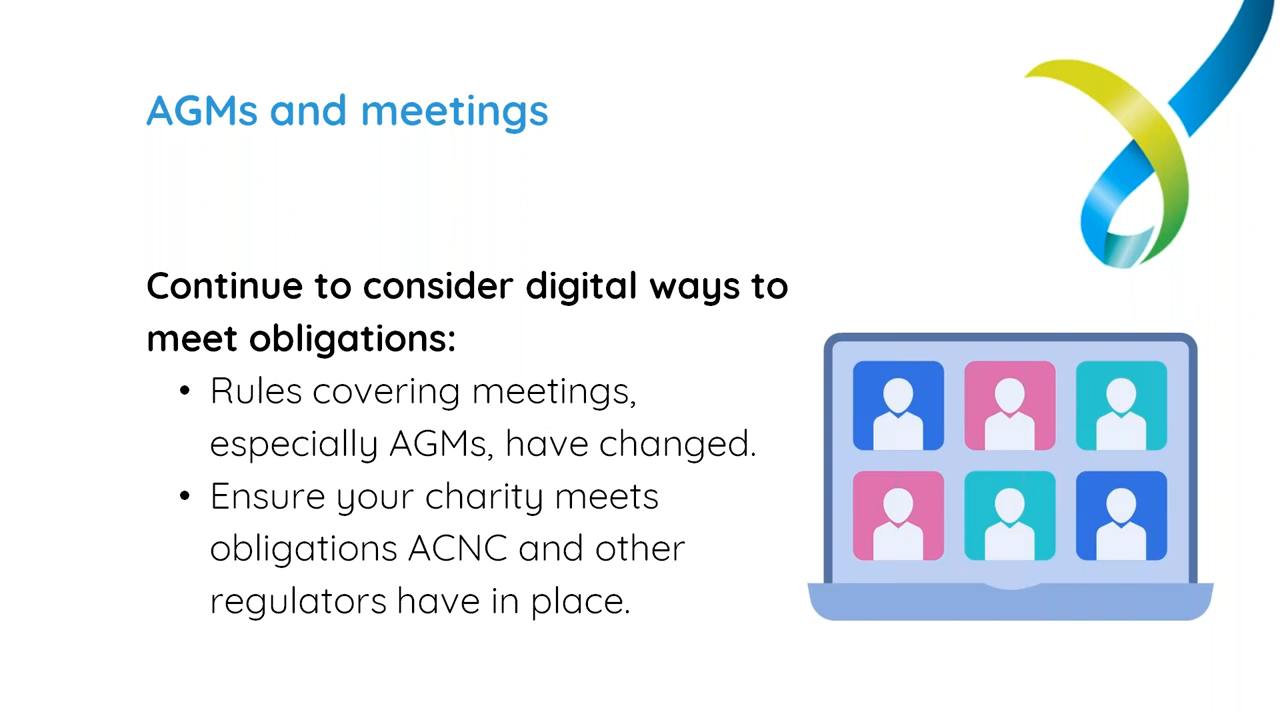 AGMs and meetings
Continue to consider digital ways to
meet obligations:
• Rules covering meetings,
especially AGMs, have changed.
• Ensure your charity meets
obligations ACNC and other
regulators have in place.